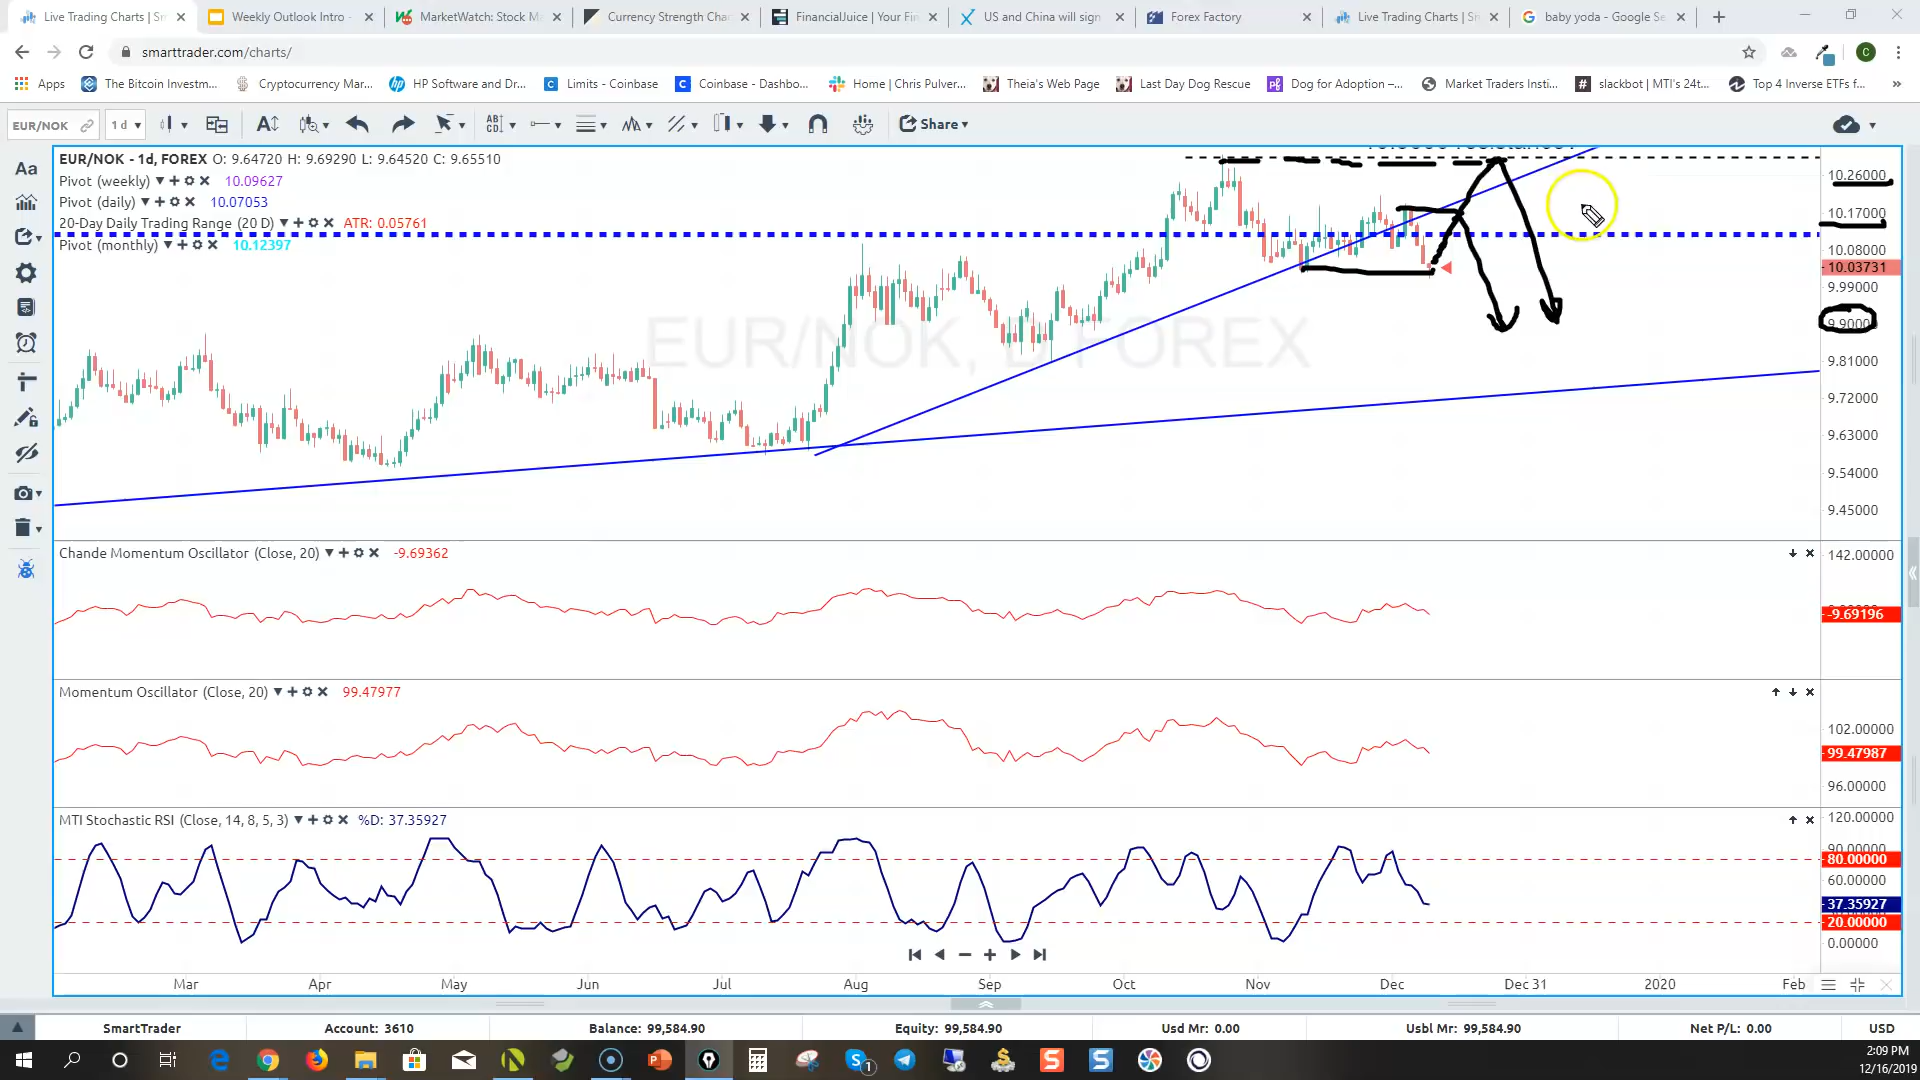 Live Trading Charts | Sm
Weekly Outlook Intro -
MarketWatch: Stock M
Currency Strength Char
FinancialJuice | Your Fin
US and China will sign
Forex Factory
Live Trading Charts | Sm
baby yoda - Google Se
smarttrader.com/charts/
C
Apps
The Bitcoin Investm...
Cryptocurrency Mar...
HP Software and Dr...
Limits - Coinbase
Coinbase - Dashbo...
Home | Chris Pulver...
Theia's Web Page
Last Day Dog Rescue
Dog for Adoption –...
Market Traders Insti...
slackbot | MTI's 24t...
Top 4 Inverse ETFs f...
EUR/NOK
1 d
Share
EUR/NOK - 1d, FOREX O: 9.64720 H: 9.69290 L: 9.64520 C: 9.65510
Pivot (weekly) 10.09627
Pivot (daily) 10.07053
20-Day Daily Trading Range (20 D) ATR: 0.05761
Pivot (monthly) 10.12397
EUR/NOK, D, FOREX
10.26000
10.17000
10.08000
10.03731
9.99000
9.90000
9.81000
9.72000
9.63000
9.54000
9.45000
Chande Momentum Oscillator (Close, 20) -9.69362
142.00000
-9.69196
Momentum Oscillator (Close, 20) 99.47977
102.00000
99.47987
96.00000
MTI Stochastic RSI (Close, 14, 8, 5, 3) %D: 37.35927
120.00000
80.00000
60.00000
37.35927
20.00000
0.00000
Mar Apr May Jun Jul Aug Sep Oct Nov Dec Dec 31 2020 Feb
SmartTrader
Account: 3610
Balance: 99,584.90
Equity: 99,584.90
Usd Mr: 0.00
Usbl Mr: 99,584.90
Net P/L: 0.00
USD
2:09 PM
12/16/2019